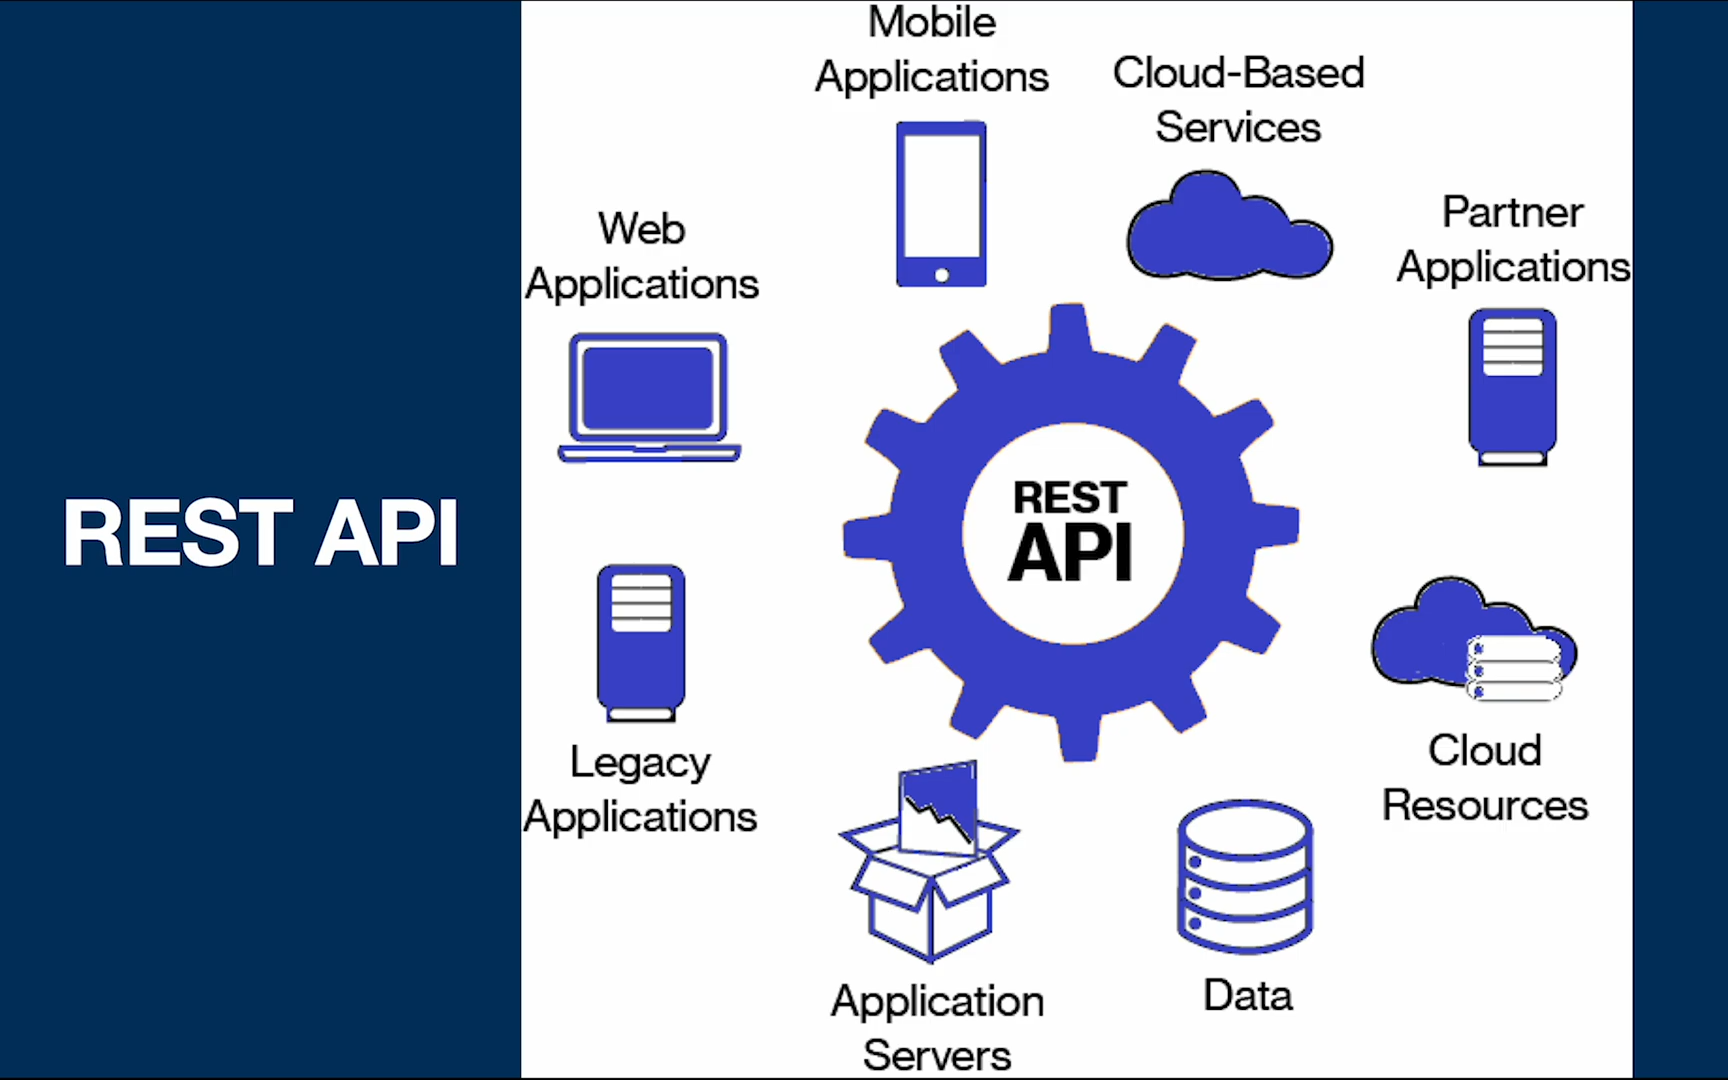 REST API
Mobile
Applications
Cloud-Based
Services
Partner
Applications
Web
Applications
REST
API
Legacy
Applications
Cloud
Resources
Application
Servers
Data